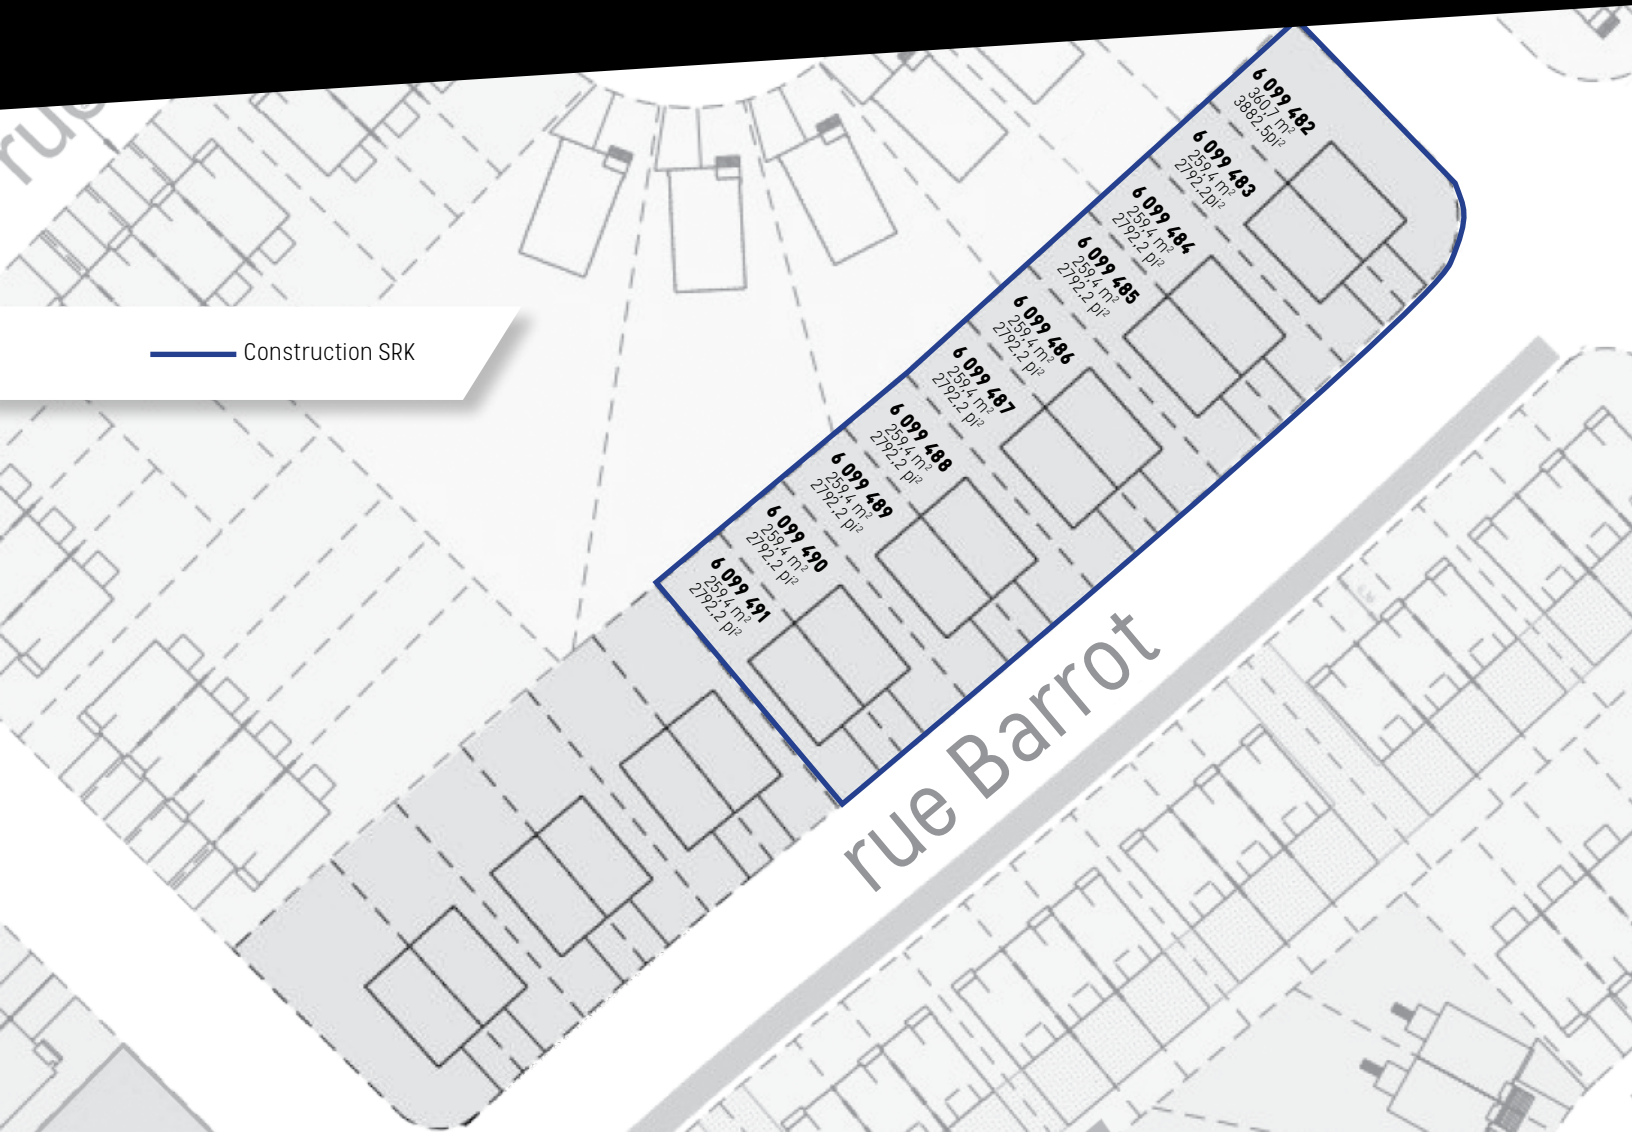 rue
Construction SRK
6 099 482
360,7 m²
3882,5pi²
6 099 483
259,4 m²
2792,2pi²
6 099 484
259,4 m²
2792,2 pi²
6 099 485
259,4 m²
2792,2 pi²
6 099 486
259,4 m²
2792,2 pi²
6 099 487
259,4 m²
2792,2 pi²
6 099 488
259,4 m²
2792,2 pi²
6 099 489
259,4 m²
2792,2 pi²
6 099 490
259,4 m²
2792,2 pi²
6 099 491
259,4 m²
2792,2 pi²
rue Barrot